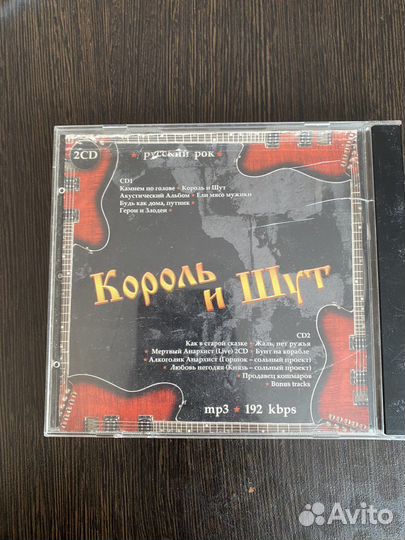 2CD
русский рок
CD1
Камнем по голове * Король и Шут
Акустический Альбом * Ели мясо мужики
Будь как дома, путник *
Герои и Злодеи *
Король и Шут
CD2
Как в старой сказке * Жаль, нет ружья
* Мертвый Анархист (Live) 2CD * Бунт на корабле
* Алкоголик Анархист (Горшок – сольный проект)
* Любовь негодяя (Князь – сольный проект)
* Продавец кошмаров
* Bonus tracks
mp3 * 192 kbps
Avito